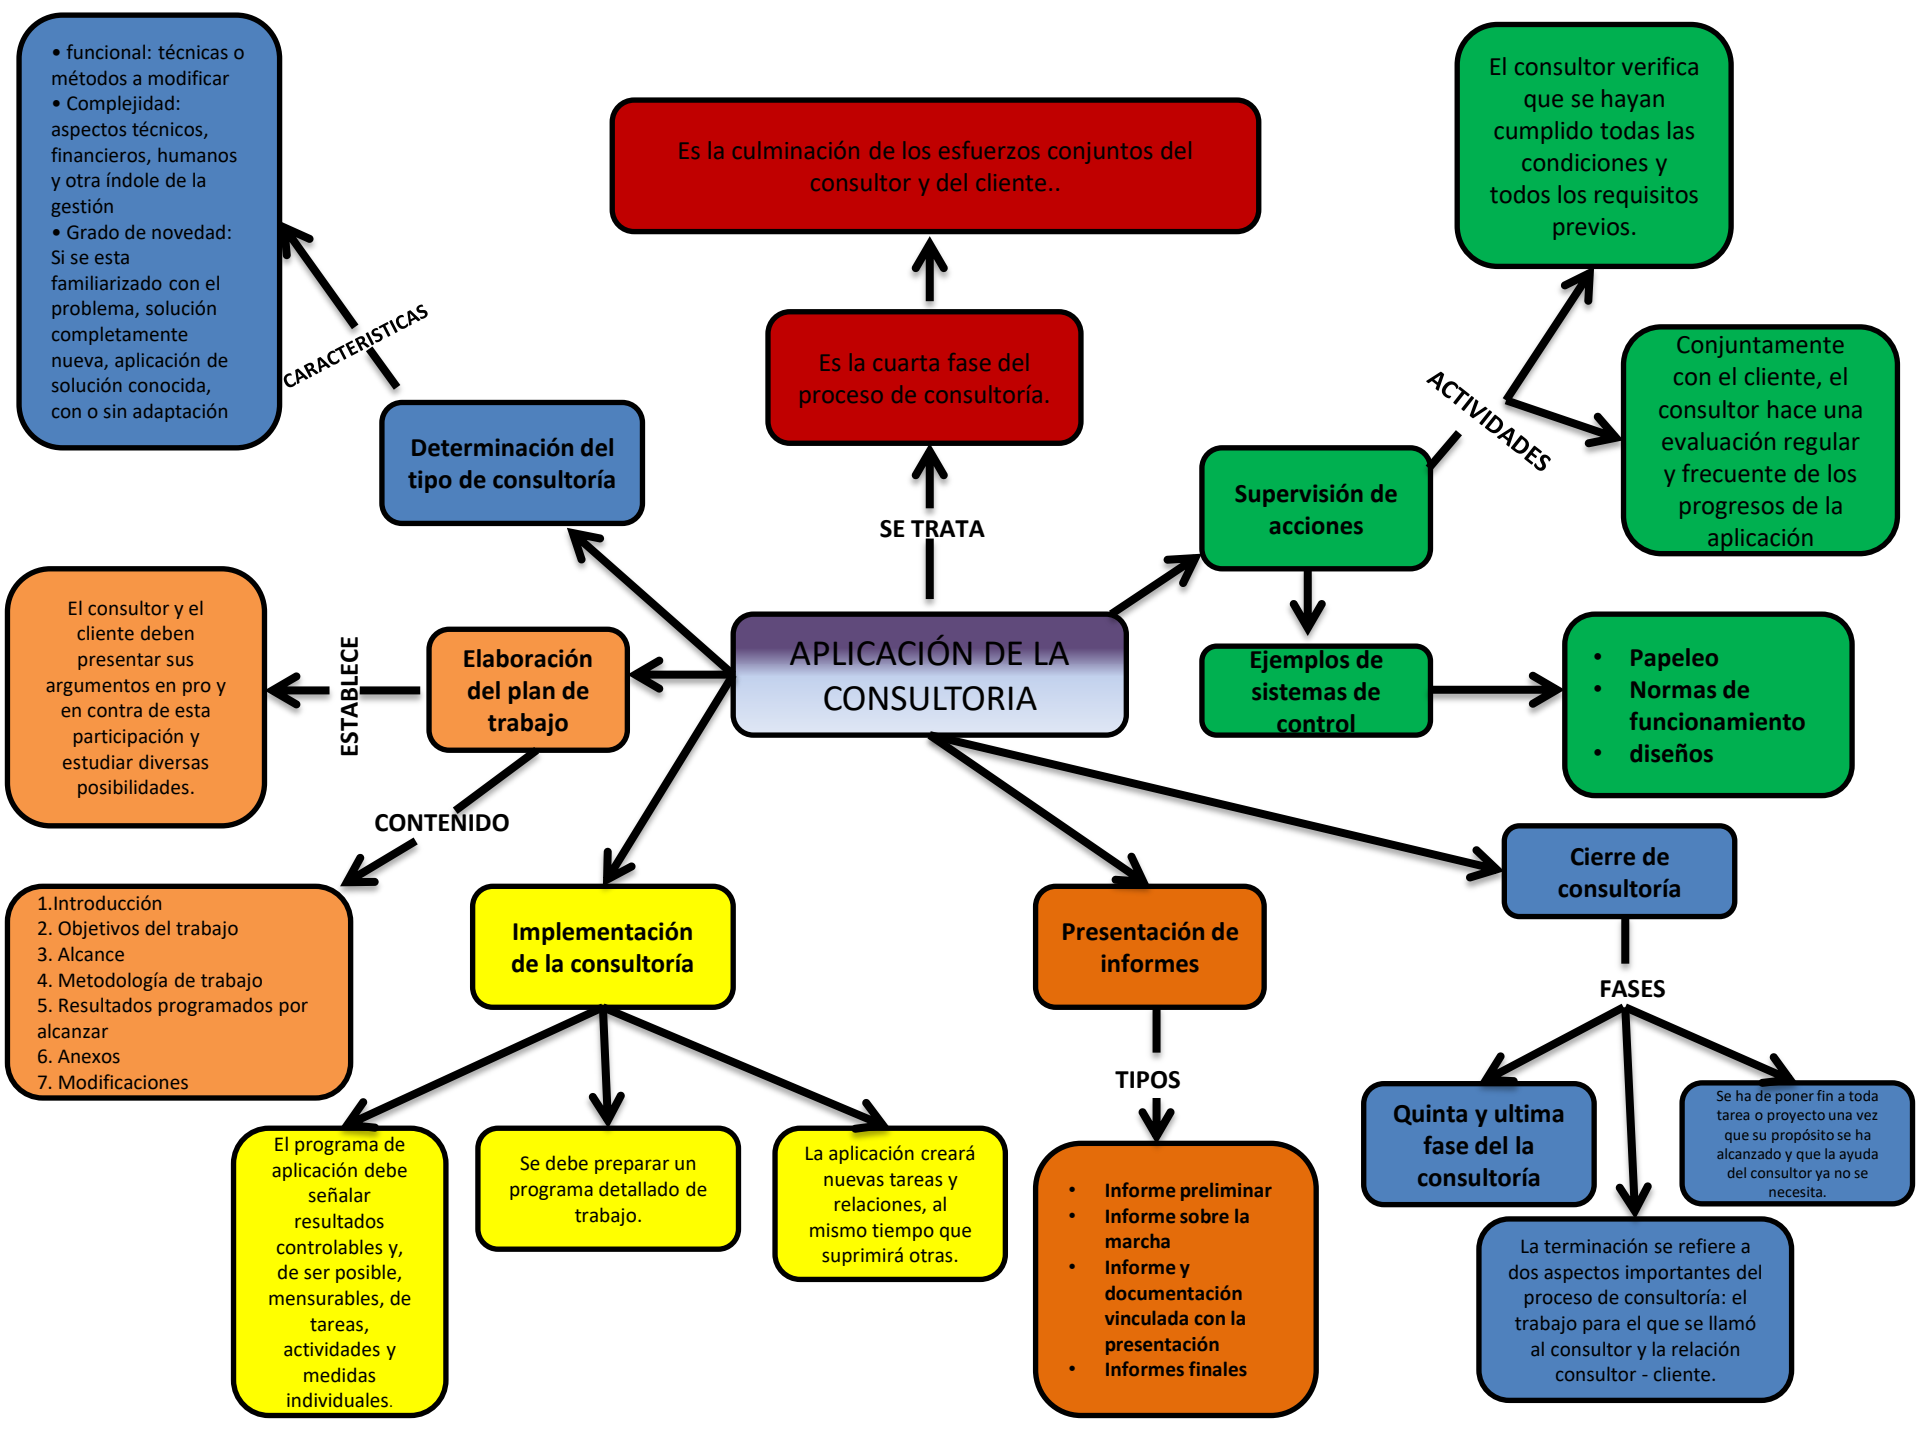 • funcional: técnicas o
métodos a modificar
• Complejidad:
aspectos técnicos,
financieros, humanos
y otra índole de la
gestión
• Grado de novedad:
Si se esta
familiarizado con el
problema, solución
completamente
nueva, aplicación de
solución conocida,
con o sin adaptación
CARACTERISTICAS
Determinación del
tipo de consultoría
Es la culminación de los esfuerzos conjuntos del
consultor y del cliente..
Es la cuarta fase del
proceso de consultoría.
SE TRATA
El consultor verifica
que se hayan
cumplido todas las
condiciones y
todos los requisitos
previos.
Conjuntamente
con el cliente, el
consultor hace una
evaluación regular
y frecuente de los
progresos de la
aplicación
ACTIVIDADES
Supervisión de
acciones
APLICACIÓN DE LA
CONSULTORIA
Ejemplos de
sistemas de
control
• Papeleo
• Normas de
funcionamiento
• diseños
El consultor y el
cliente deben
presentar sus
argumentos en pro y
en contra de esta
participación y
estudiar diversas
posibilidades.
ESTABLECE
Elaboración
del plan de
trabajo
CONTENIDO
1.Introducción
2. Objetivos del trabajo
3. Alcance
4. Metodología de trabajo
5. Resultados programados por
alcanzar
6. Anexos
7. Modificaciones
Implementación
de la consultoría
El programa de
aplicación debe
señalar
resultados
controlables y,
de ser posible,
mensurables, de
tareas,
actividades y
medidas
individuales.
Se debe preparar un
programa detallado de
trabajo.
La aplicación creará
nuevas tareas y
relaciones, al
mismo tiempo que
suprimirá otras.
Presentación de
informes
TIPOS
• Informe preliminar
• Informe sobre la
marcha
• Informe y
documentación
vinculada con la
presentación
• Informes finales
Cierre de
consultoría
FASES
Quinta y ultima
fase del la
consultoría
Se ha de poner fin a toda
tarea o proyecto una vez
que su propósito se ha
alcanzado y que la ayuda
del consultor ya no se
necesita.
La terminación se refiere a
dos aspectos importantes del
proceso de consultoría: el
trabajo para el que se llamó
al consultor y la relación
consultor - cliente.